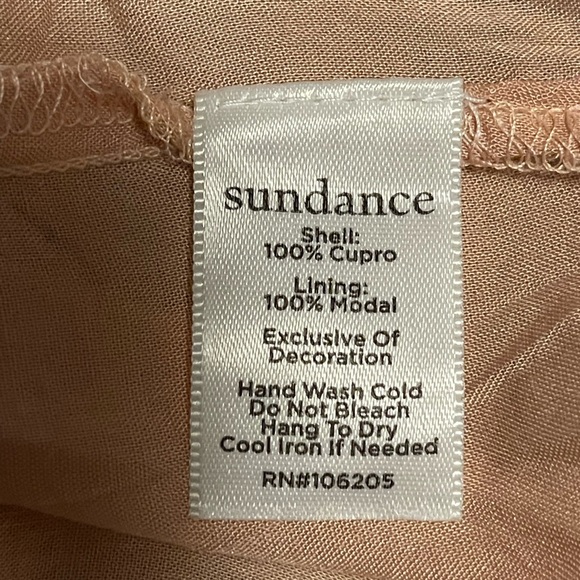 sundance
Shell:
100% Cupro
Lining:
100% Modal
Exclusive Of
Decoration
Hand Wash Cold
Do Not Bleach
Hang To Dry
Cool Iron If Needed
RN#106205